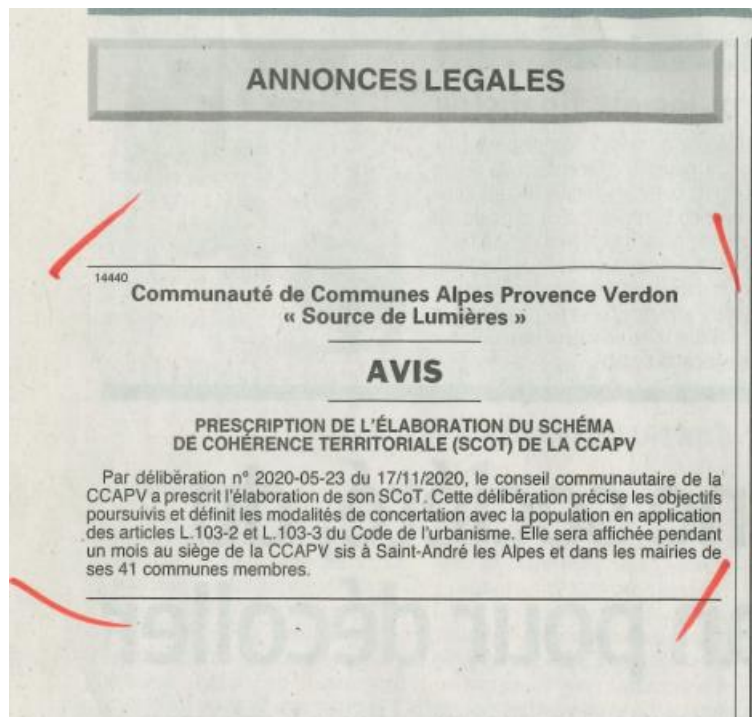 ANNONCES LEGALES
14440
Communauté de Communes Alpes Provence Verdon
« Source de Lumières »
AVIS
PRESCRIPTION DE L'ÉLABORATION DU SCHÉMA
DE COHÉRENCE TERRITORIALE (SCOT) DE LA CCAPV
Par délibération n° 2020-05-23 du 17/11/2020, le conseil communautaire de la
CCAPV a prescrit l'élaboration de son SCoT. Cette délibération précise les objectifs
poursuivis et définit les modalités de concertation avec la population en application
des articles L.103-2 et L.103-3 du Code de l'urbanisme. Elle sera affichée pendant
un mois au siège de la CCAPV sis à Saint-André les Alpes et dans les mairies de
ses 41 communes membres.